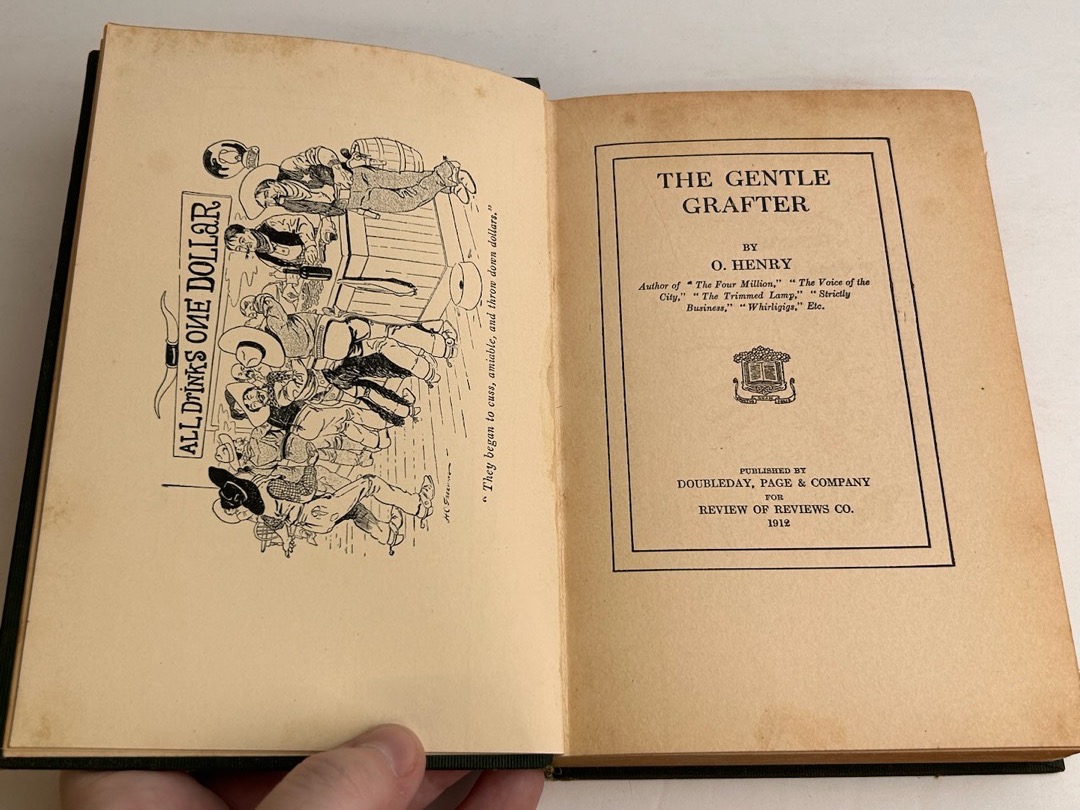 ALL DRINKS ONE DOLLAR
"They began to cuss, amiable, and throw down dollars."
THE GENTLE
GRAFTER
BY
O. HENRY
Author of "The Four Million," "The Voice of the
City," "The Trimmed Lamp," "Strictly
Business," "Whirligigs," Etc.
PUBLISHED BY
DOUBLEDAY, PAGE & COMPANY
FOR
REVIEW OF REVIEWS CO.
1912